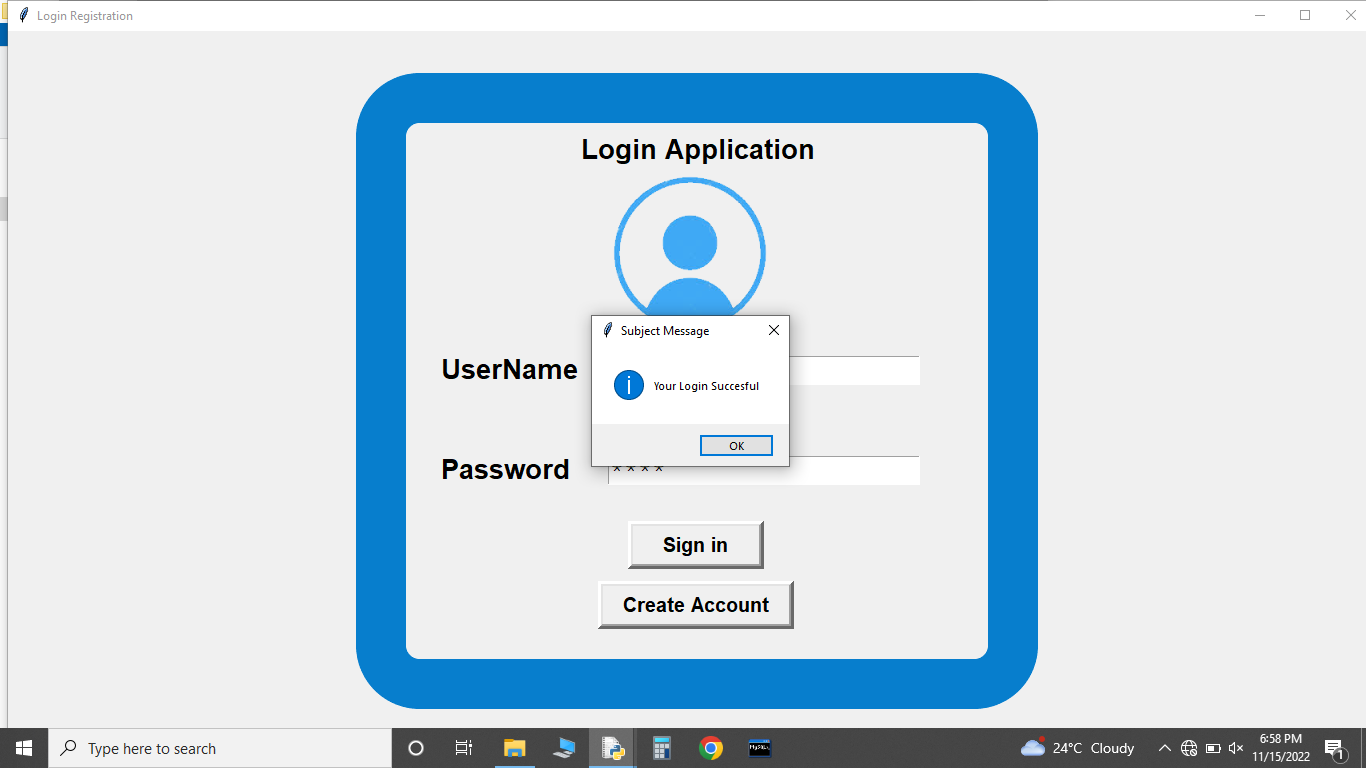 Login Registration
Login Application
Subject Message
UserName
Your Login Succesful
OK
Password
* * * *
Sign in
Create Account
Type here to search
MySQL
24°C Cloudy
6:58 PM
11/15/2022
1